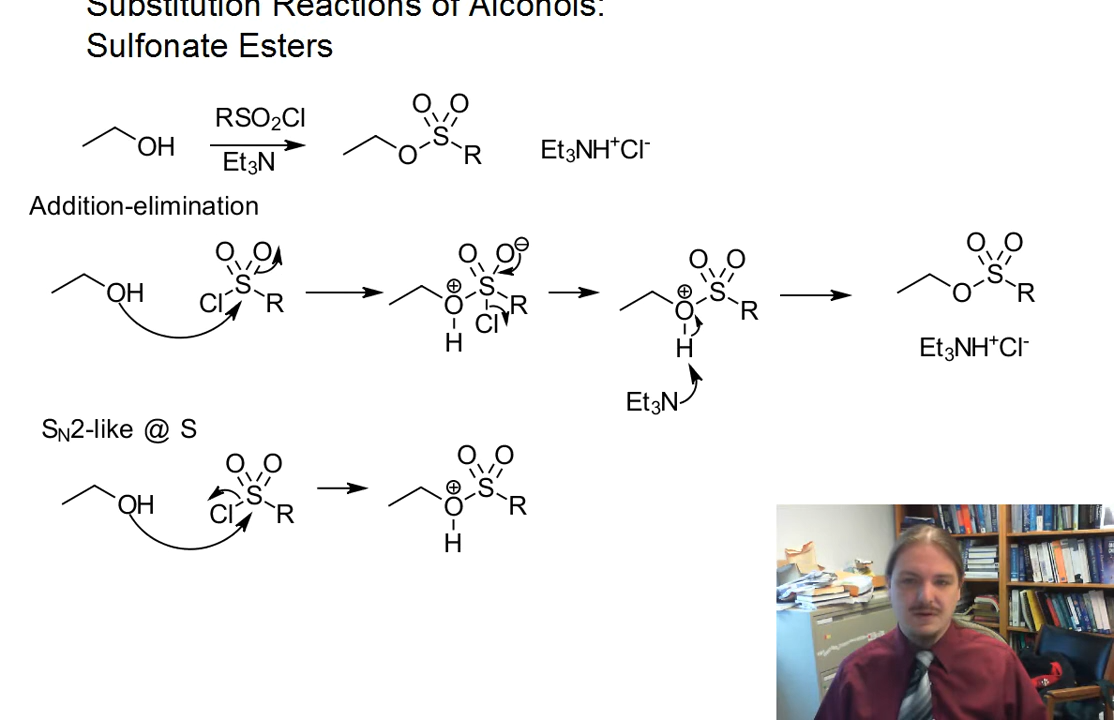 Substitution Reactions of Alcohols:
Sulfonate Esters
OH
RSO₂Cl
Et₃N
O O
S
O R
Et₃NH⁺Cl⁻
Addition-elimination
OH
O O
S
Cl R
O O⊖
S
⊕
O R
Cl
H
O O
S
⊕
O R
H
Et₃N
O O
S
O R
Et₃NH⁺Cl⁻
Sɴ2-like @ S
OH
O O
S
Cl R
O O
S
⊕
O R
H